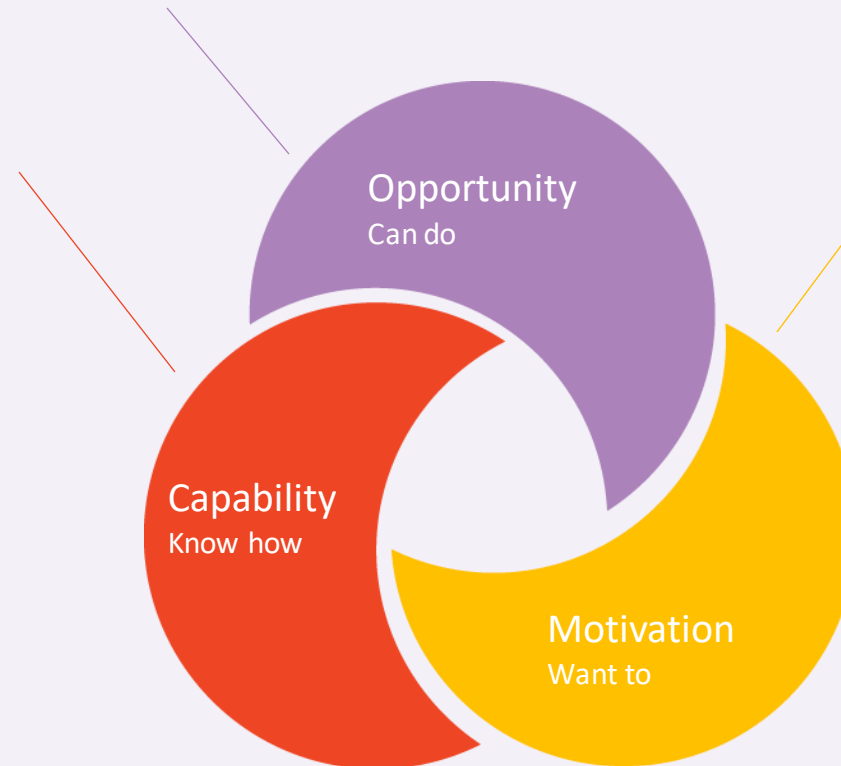 Opportunity
Can do
Capability
Know how
Motivation
Want to